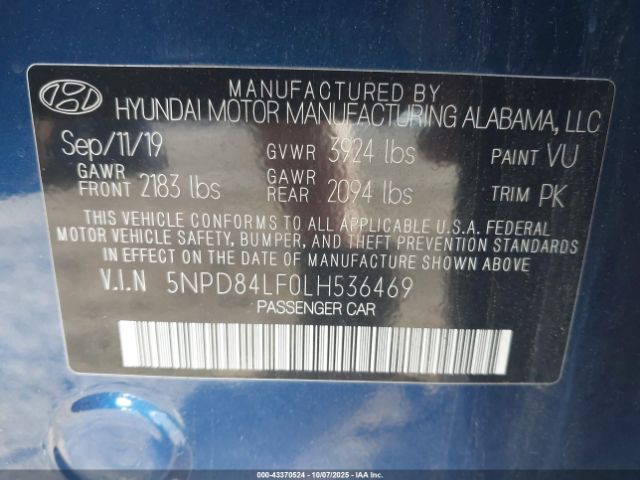 MANUFACTURED BY
HYUNDAI MOTOR MANUFACTURING ALABAMA, LLC
Sep/11/19 GVWR 3924 lbs PAINT VU
GAWR FRONT 2183 lbs GAWR REAR 2094 lbs TRIM PK
THIS VEHICLE CONFORMS TO ALL APPLICABLE U.S.A. FEDERAL
MOTOR VEHICLE SAFETY, BUMPER, AND THEFT PREVENTION STANDARDS
IN EFFECT ON THE DATE OF MANUFACTURE SHOWN ABOVE
V.I.N 5NPD84LF0LH536469
PASSENGER CAR
000-43370524 - 10/07/2025 - IAA Inc.